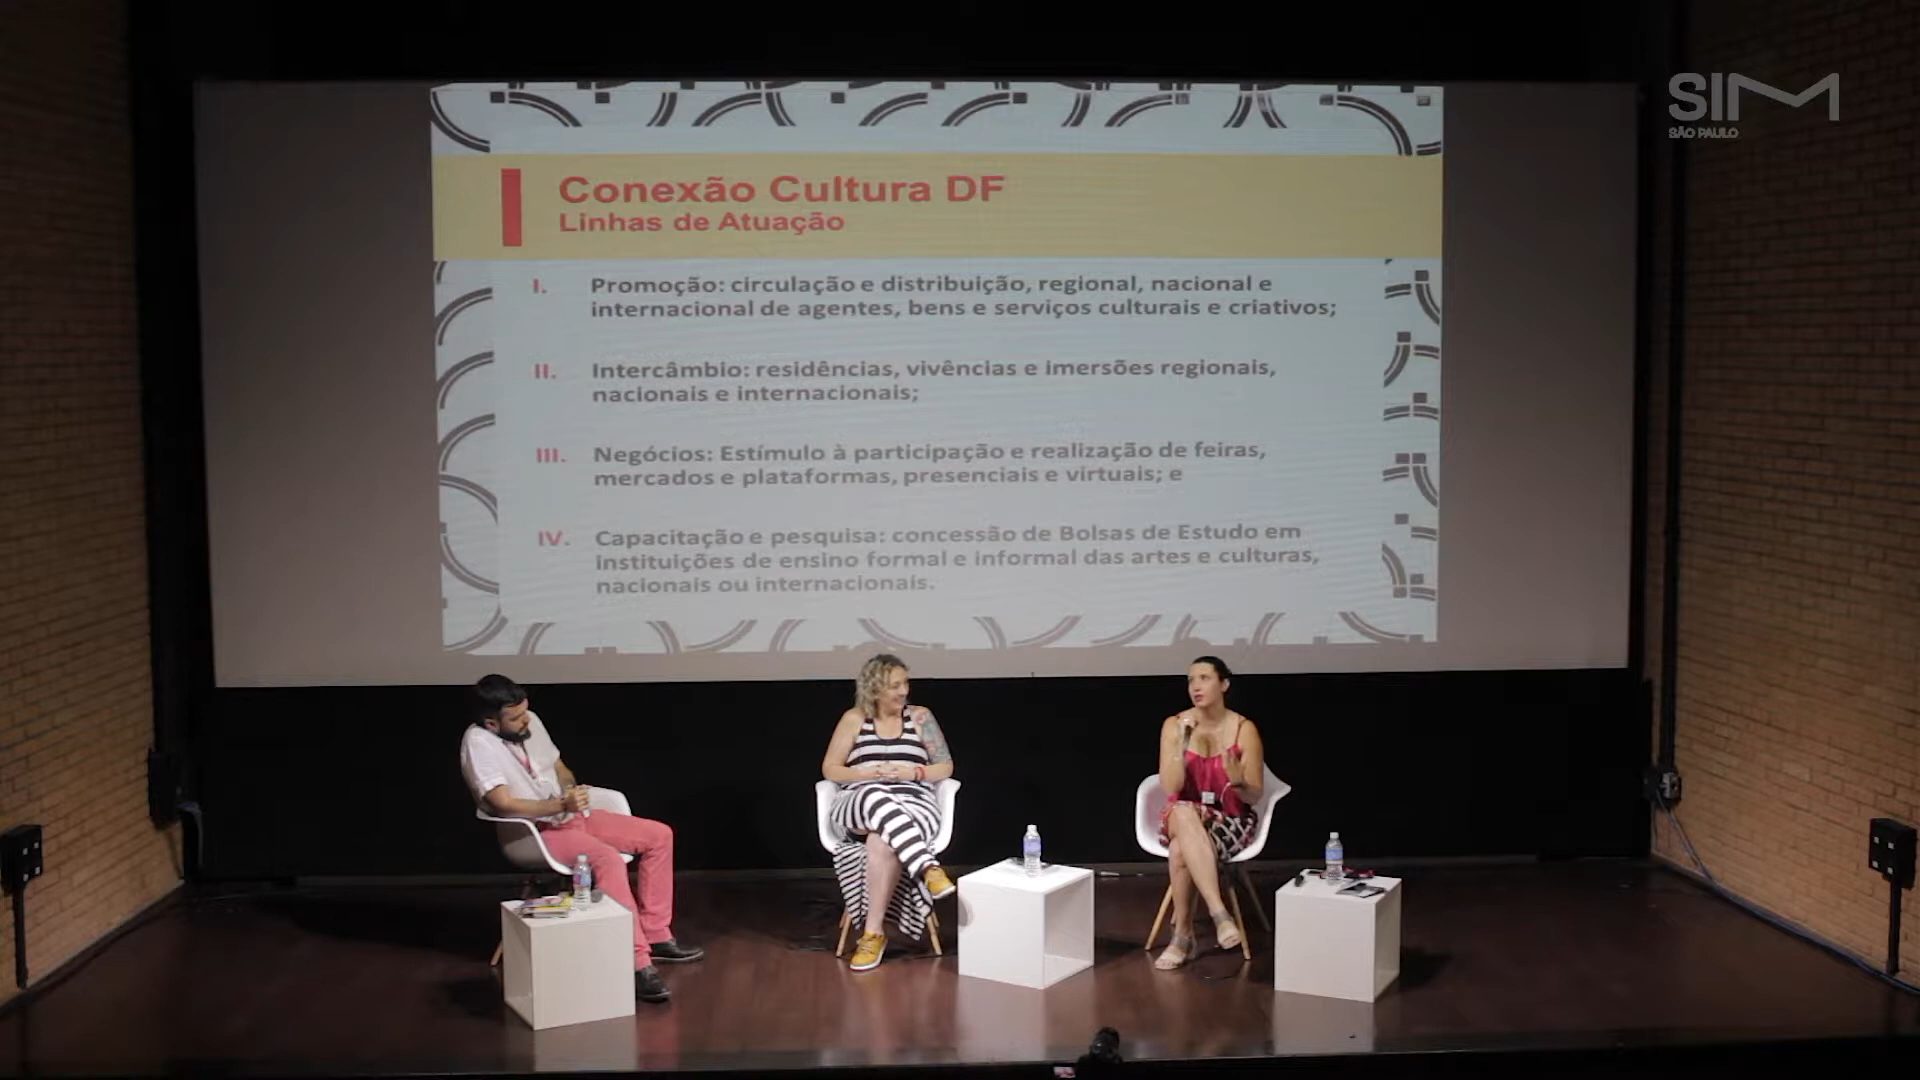 SIM
SÃO PAULO
Conexão Cultura DF
Linhas de Atuação
I. Promoção: circulação e distribuição, regional, nacional e
internacional de agentes, bens e serviços culturais e criativos;
II. Intercâmbio: residências, vivências e imersões regionais,
nacionais e internacionais;
III. Negócios: Estímulo à participação e realização de feiras,
mercados e plataformas, presenciais e virtuais; e
IV. Capacitação e pesquisa: concessão de Bolsas de Estudo em
instituições de ensino formal e informal das artes e culturas,
nacionais ou internacionais.